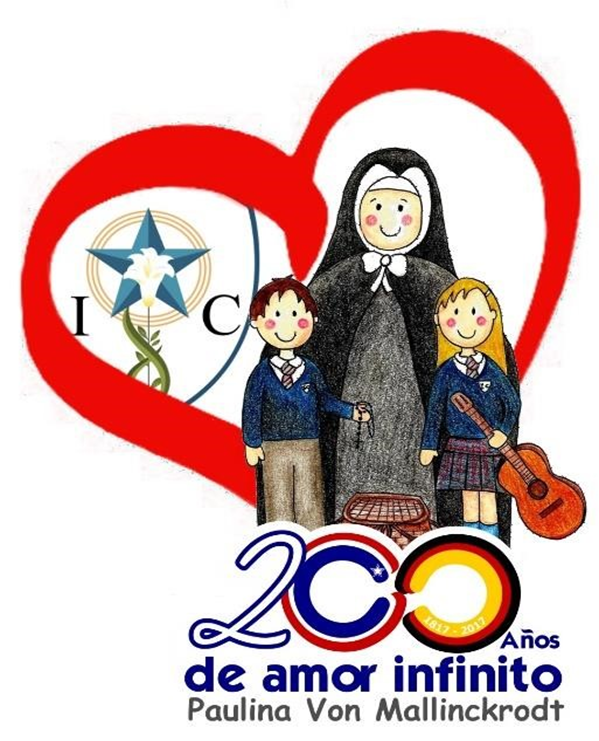 I C
200
1817 - 2017
Años
de amor infinito
Paulina Von Mallinckrodt